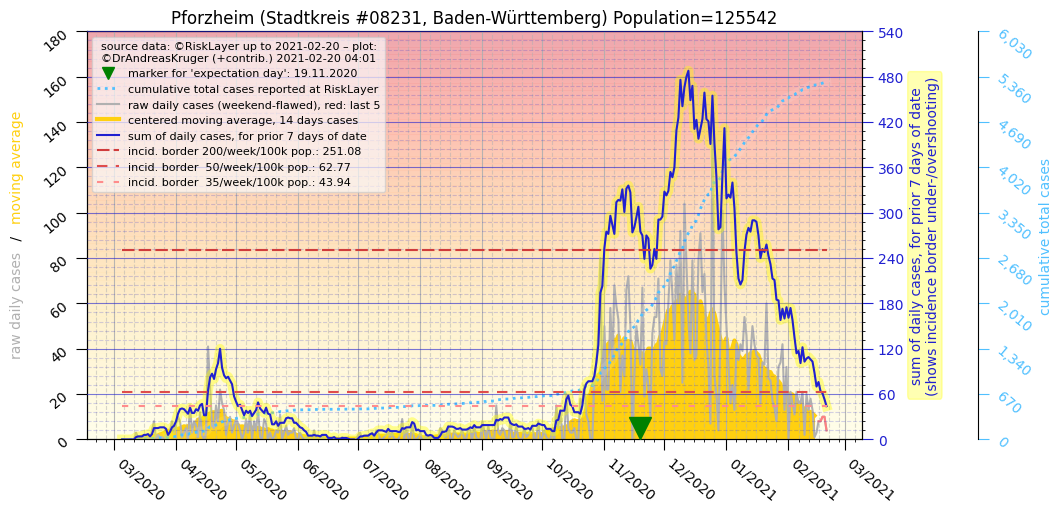 Pforzheim (Stadtkreis #08231, Baden-Württemberg) Population=125542
source data: ©RiskLayer up to 2021-02-20 – plot:
©DrAndreasKruger (+contrib.) 2021-02-20 04:01
marker for 'expectation day': 19.11.2020
cumulative total cases reported at RiskLayer
raw daily cases (weekend-flawed), red: last 5
centered moving average, 14 days cases
sum of daily cases, for prior 7 days of date
incid. border 200/week/100k pop.: 251.08
incid. border  50/week/100k pop.: 62.77
incid. border  35/week/100k pop.: 43.94
raw daily cases / moving average
180
160
140
120
100
80
60
40
20
0
03/2020
04/2020
05/2020
06/2020
07/2020
08/2020
09/2020
10/2020
11/2020
12/2020
01/2021
02/2021
03/2021
540
480
420
360
300
240
180
120
60
0
sum of daily cases, for prior 7 days of date
(shows incidence border under-/overshooting)
6,030
5,360
4,690
4,020
3,350
2,680
2,010
1,340
670
0
cumulative total cases